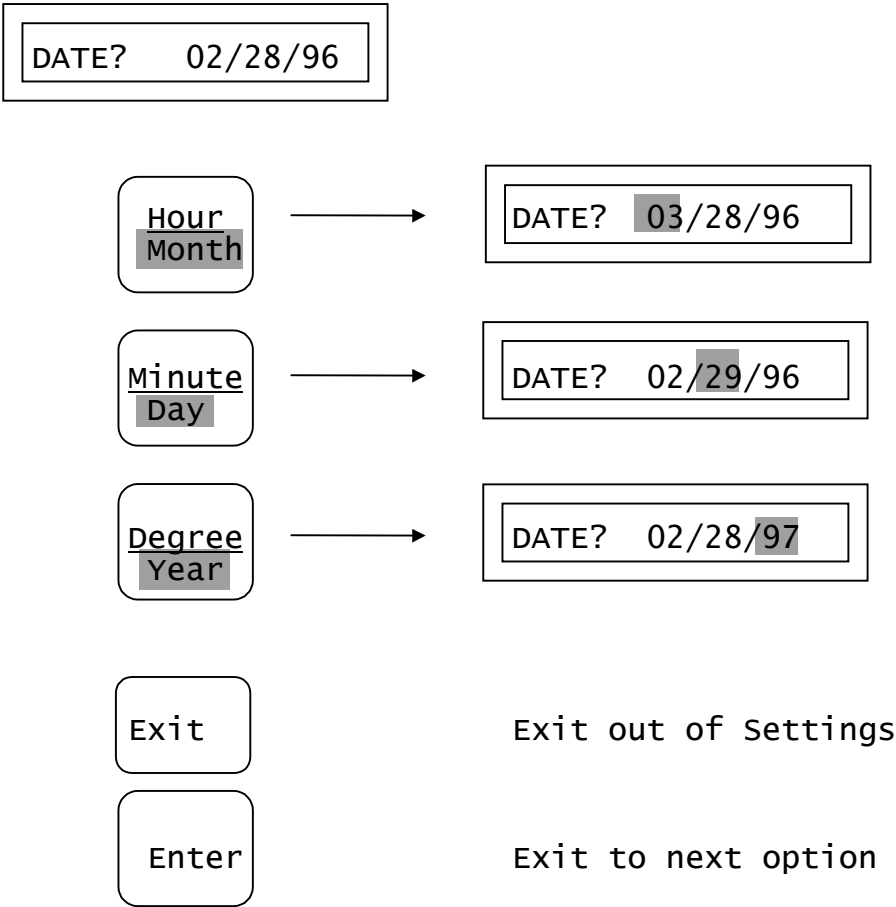 DATE? 02/28/96
Hour
Month
DATE? 03/28/96
Minute
Day
DATE? 02/29/96
Degree
Year
DATE? 02/28/97
Exit
Exit out of Settings
Enter
Exit to next option